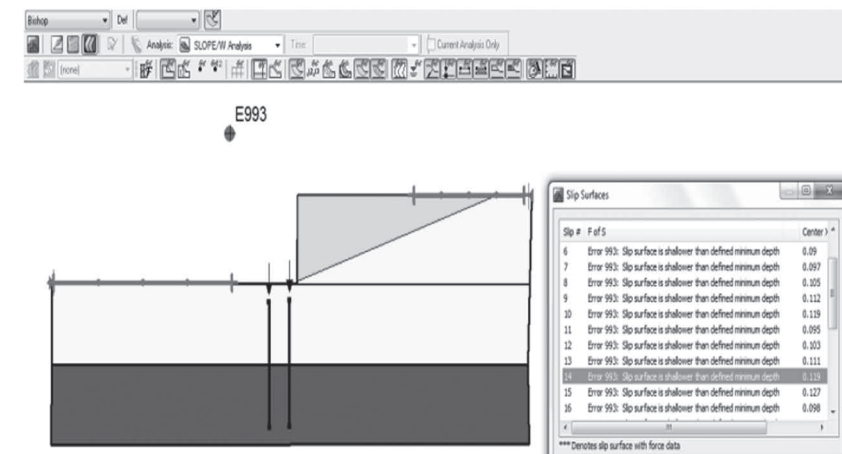 Bishop Def
Analysis: SLOPE/W Analysis Time: Current Analysis Only
(none)
E993
Slip Surfaces
Slip # F of S Center
6 Error 993: Slip surface is shallower than defined minimum depth 0.09
7 Error 993: Slip surface is shallower than defined minimum depth 0.097
8 Error 993: Slip surface is shallower than defined minimum depth 0.105
9 Error 993: Slip surface is shallower than defined minimum depth 0.112
10 Error 993: Slip surface is shallower than defined minimum depth 0.119
11 Error 993: Slip surface is shallower than defined minimum depth 0.095
12 Error 993: Slip surface is shallower than defined minimum depth 0.103
13 Error 993: Slip surface is shallower than defined minimum depth 0.111
14 Error 993: Slip surface is shallower than defined minimum depth 0.119
15 Error 993: Slip surface is shallower than defined minimum depth 0.127
16 Error 993: Slip surface is shallower than defined minimum depth 0.098
*** Denotes slip surface with force data